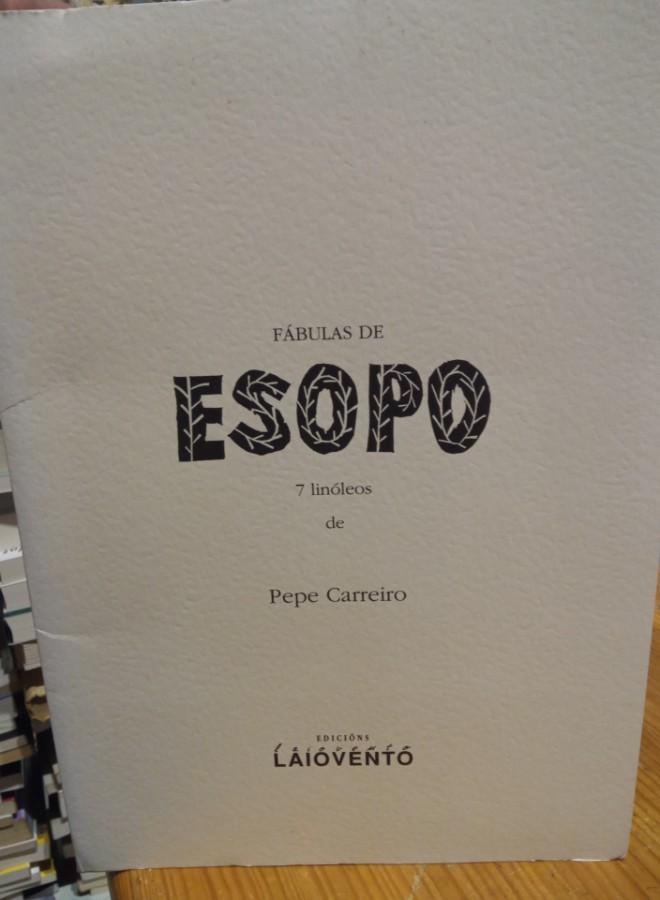 FÁBULAS DE
ESOPO
7 linóleos
de
Pepe Carreiro
EDICIÓNS
LAIOVENTO